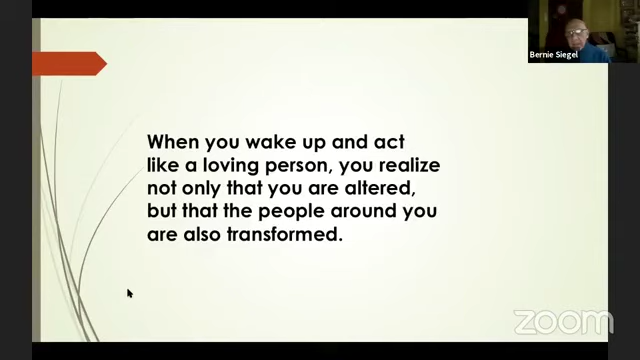 Bernie Siegel
When you wake up and act
like a loving person, you realize
not only that you are altered,
but that the people around you
are also transformed.
zoom